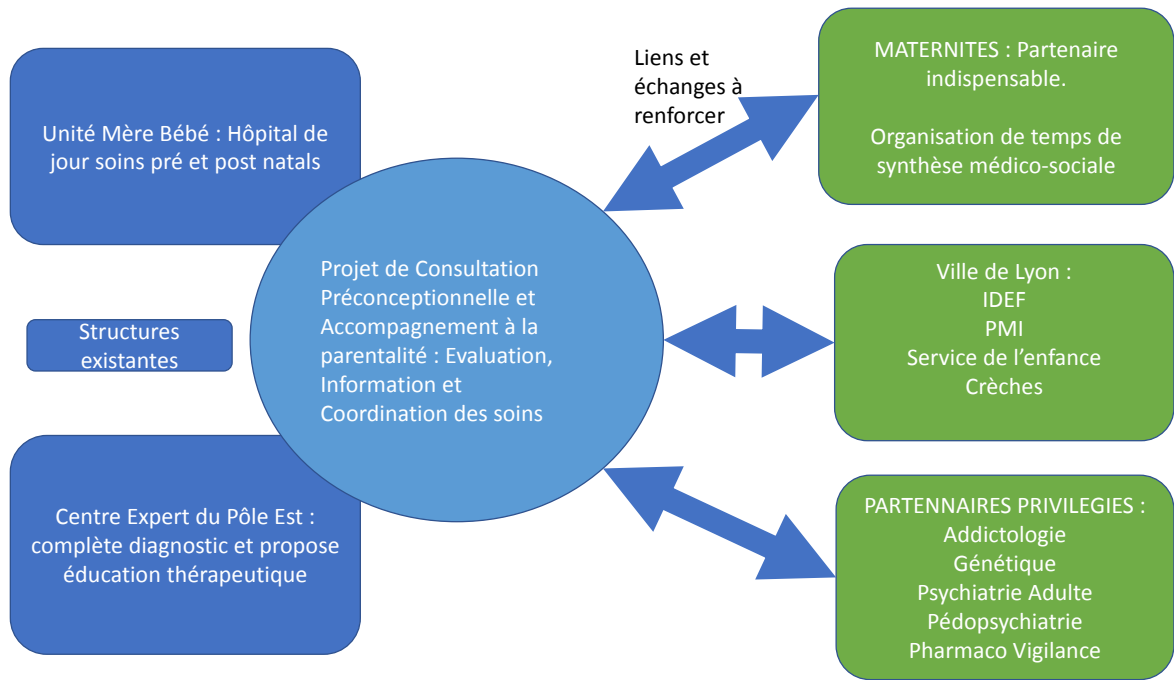 Unité Mère Bébé : Hôpital de
jour soins pré et post natals
Structures
existantes
Centre Expert du Pôle Est :
complète diagnostic et propose
éducation thérapeutique
Projet de Consultation
Préconceptionnelle et
Accompagnement à la
parentalité : Evaluation,
Information et
Coordination des soins
Liens et
échanges à
renforcer
MATERNITES : Partenaire
indispensable.
Organisation de temps de
synthèse médico-sociale
Ville de Lyon :
IDEF
PMI
Service de l’enfance
Crèches
PARTENNAIRES PRIVILEGIES :
Addictologie
Génétique
Psychiatrie Adulte
Pédopsychiatrie
Pharmaco Vigilance